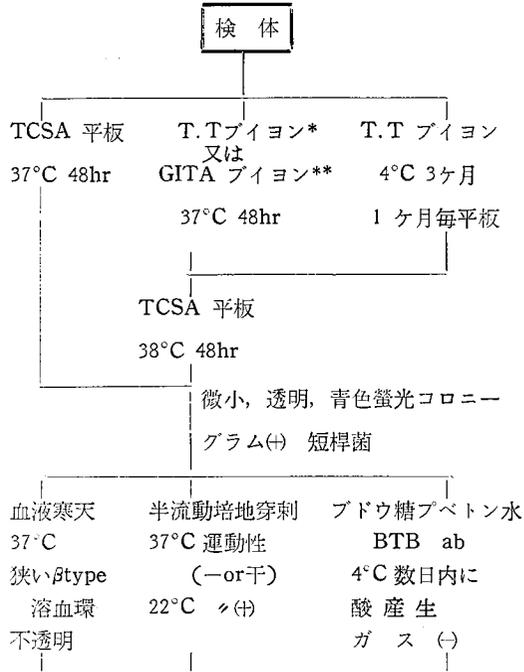 検 体
TCSA 平板
37°C 48hr
T.Tブイヨン*
又は
GITA ブイヨン**
37°C 48hr
T.T ブイヨン
4°C 3ヶ月
1 ケ月毎平板
TCSA 平板
38°C 48hr
微小, 透明, 青色螢光コロニー
グラム(+) 短桿菌
血液寒天
37°C
狭いβtype
溶血環
不透明
半流動培地穿刺
37°C 運動性
(-or干)
22°C 〃(+)
ブドウ糖プペトン水
BTB ab
4°C 数日内に
酸 産 生
ガ ス (-)